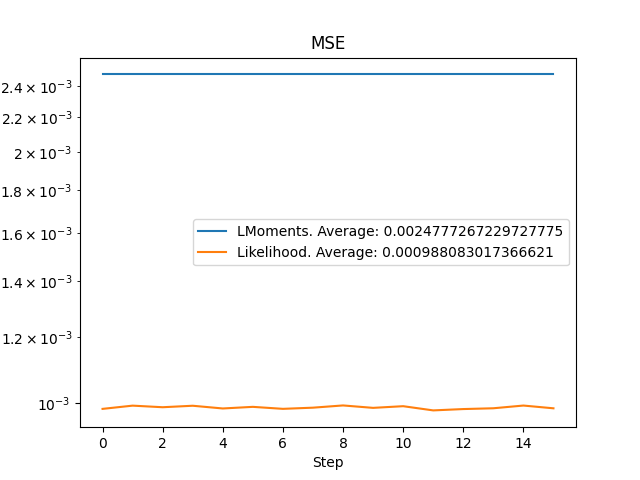 MSE
2.4 × 10⁻³
2.2 × 10⁻³
2 × 10⁻³
1.8 × 10⁻³
1.6 × 10⁻³
1.4 × 10⁻³
1.2 × 10⁻³
10⁻³
LMoments. Average: 0.0024777267229727775
Likelihood. Average: 0.000988083017366621
0 2 4 6 8 10 12 14
Step